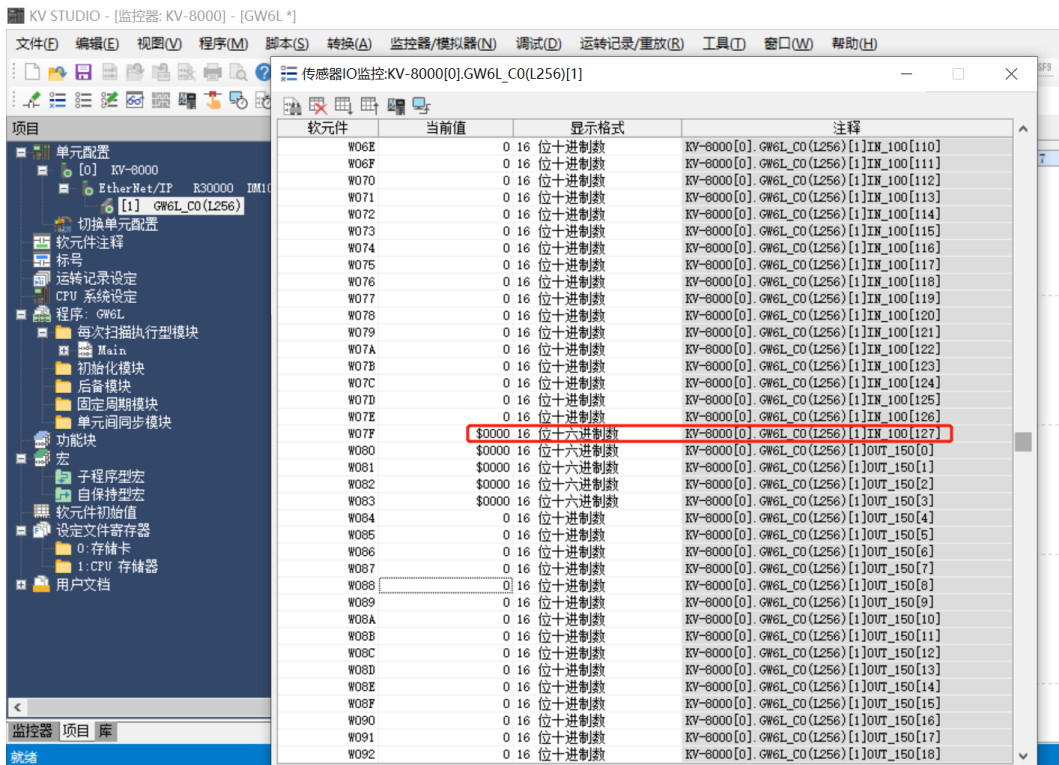 KV STUDIO - [监控器: KV-8000] - [GW6L *]
文件(F) 编辑(E) 视图(V) 程序(M) 脚本(S) 转换(A) 监控器/模拟器(N) 调试(D) 运转记录/重放(R) 工具(T) 窗口(W) 帮助(H)
项目
单元配置
[0] KV-8000
EtherNet/IP R30000 DM10
[1] GW6L_C0(L256)
切换单元配置
软元件注释
标号
运转记录设定
CPU 系统设定
程序: GW6L
每次扫描执行型模块
Main
初始化模块
后备模块
固定周期模块
单元间同步模块
功能块
宏
子程序型宏
自保持型宏
软元件初始值
设定文件寄存器
0:存储卡
1:CPU 存储器
用户文档
监控器 项目 库
就绪
传感器IO监控:KV-8000[0].GW6L_C0(L256)[1]
软元件 当前值 显示格式 注释
W06E 0 16 位十进制数 KV-8000[0].GW6L_C0(L256)[1]IN_100[110]
W06F 0 16 位十进制数 KV-8000[0].GW6L_C0(L256)[1]IN_100[111]
W070 0 16 位十进制数 KV-8000[0].GW6L_C0(L256)[1]IN_100[112]
W071 0 16 位十进制数 KV-8000[0].GW6L_C0(L256)[1]IN_100[113]
W072 0 16 位十进制数 KV-8000[0].GW6L_C0(L256)[1]IN_100[114]
W073 0 16 位十进制数 KV-8000[0].GW6L_C0(L256)[1]IN_100[115]
W074 0 16 位十进制数 KV-8000[0].GW6L_C0(L256)[1]IN_100[116]
W075 0 16 位十进制数 KV-8000[0].GW6L_C0(L256)[1]IN_100[117]
W076 0 16 位十进制数 KV-8000[0].GW6L_C0(L256)[1]IN_100[118]
W077 0 16 位十进制数 KV-8000[0].GW6L_C0(L256)[1]IN_100[119]
W078 0 16 位十进制数 KV-8000[0].GW6L_C0(L256)[1]IN_100[120]
W079 0 16 位十进制数 KV-8000[0].GW6L_C0(L256)[1]IN_100[121]
W07A 0 16 位十进制数 KV-8000[0].GW6L_C0(L256)[1]IN_100[122]
W07B 0 16 位十进制数 KV-8000[0].GW6L_C0(L256)[1]IN_100[123]
W07C 0 16 位十进制数 KV-8000[0].GW6L_C0(L256)[1]IN_100[124]
W07D 0 16 位十进制数 KV-8000[0].GW6L_C0(L256)[1]IN_100[125]
W07E 0 16 位十进制数 KV-8000[0].GW6L_C0(L256)[1]IN_100[126]
W07F $0000 16 位十六进制数 KV-8000[0].GW6L_C0(L256)[1]IN_100[127]
W080 $0000 16 位十六进制数 KV-8000[0].GW6L_C0(L256)[1]OUT_150[0]
W081 $0000 16 位十六进制数 KV-8000[0].GW6L_C0(L256)[1]OUT_150[1]
W082 $0000 16 位十六进制数 KV-8000[0].GW6L_C0(L256)[1]OUT_150[2]
W083 $0000 16 位十六进制数 KV-8000[0].GW6L_C0(L256)[1]OUT_150[3]
W084 0 16 位十进制数 KV-8000[0].GW6L_C0(L256)[1]OUT_150[4]
W085 0 16 位十进制数 KV-8000[0].GW6L_C0(L256)[1]OUT_150[5]
W086 0 16 位十进制数 KV-8000[0].GW6L_C0(L256)[1]OUT_150[6]
W087 0 16 位十进制数 KV-8000[0].GW6L_C0(L256)[1]OUT_150[7]
W088 0 16 位十进制数 KV-8000[0].GW6L_C0(L256)[1]OUT_150[8]
W089 0 16 位十进制数 KV-8000[0].GW6L_C0(L256)[1]OUT_150[9]
W08A 0 16 位十进制数 KV-8000[0].GW6L_C0(L256)[1]OUT_150[10]
W08B 0 16 位十进制数 KV-8000[0].GW6L_C0(L256)[1]OUT_150[11]
W08C 0 16 位十进制数 KV-8000[0].GW6L_C0(L256)[1]OUT_150[12]
W08D 0 16 位十进制数 KV-8000[0].GW6L_C0(L256)[1]OUT_150[13]
W08E 0 16 位十进制数 KV-8000[0].GW6L_C0(L256)[1]OUT_150[14]
W08F 0 16 位十进制数 KV-8000[0].GW6L_C0(L256)[1]OUT_150[15]
W090 0 16 位十进制数 KV-8000[0].GW6L_C0(L256)[1]OUT_150[16]
W091 0 16 位十进制数 KV-8000[0].GW6L_C0(L256)[1]OUT_150[17]
W092 0 16 位十进制数 KV-8000[0].GW6L_C0(L256)[1]OUT_150[18]
7